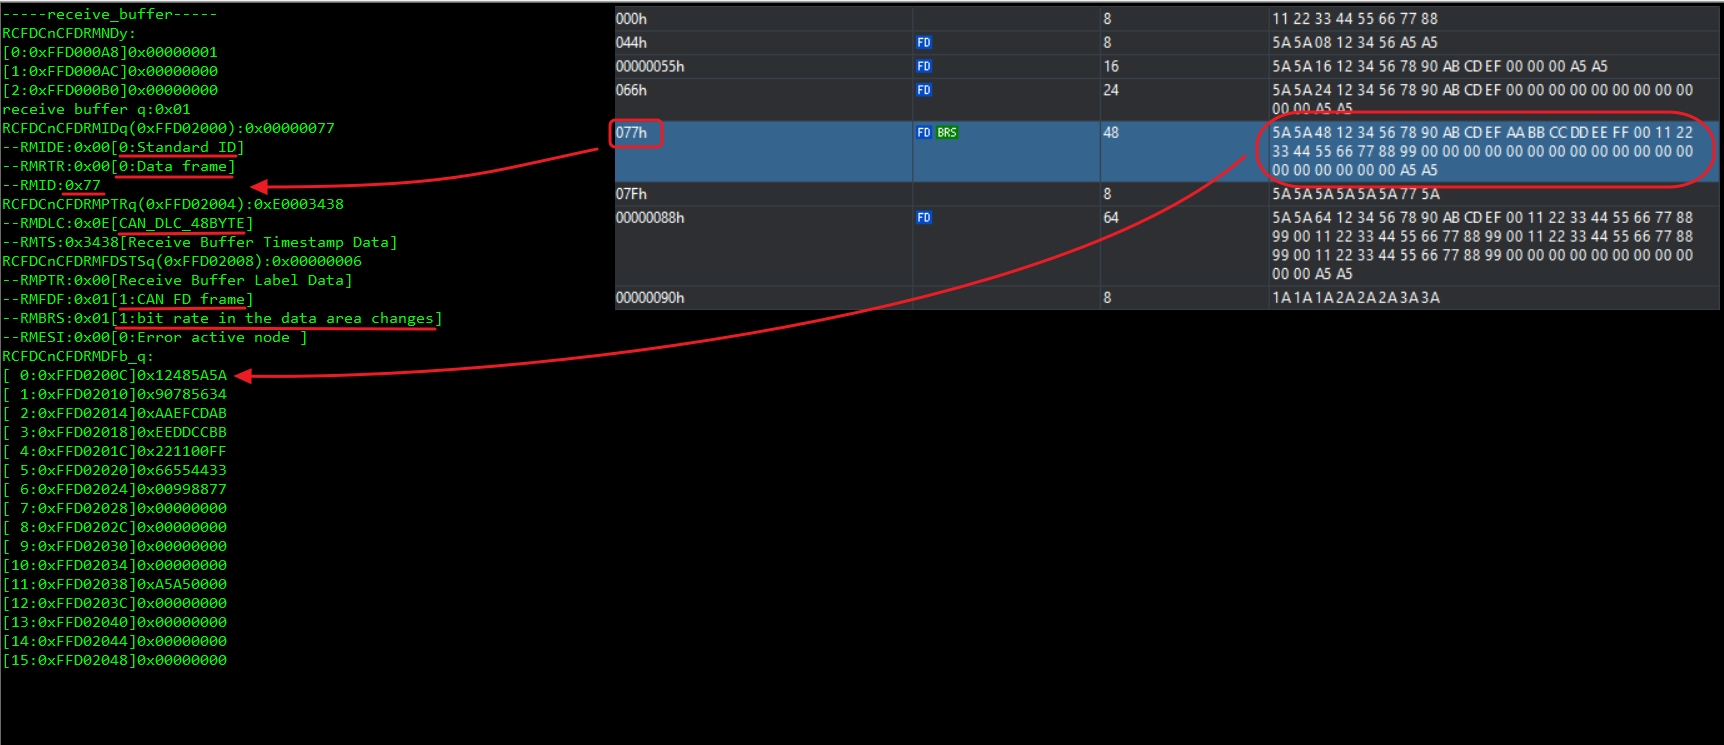 -----receive_buffer-----
RCFDCnCFDRMNDy:
[0:0xFFD000A8]0x00000001
[1:0xFFD000AC]0x00000000
[2:0xFFD000B0]0x00000000
receive buffer q:0x01
RCFDCnCFDRMIDq(0xFFD02000):0x00000077
--RMIDE:0x00[0:Standard ID]
--RMRTR:0x00[0:Data frame]
--RMID:0x77
RCFDCnCFDRMPTRq(0xFFD02004):0xE0003438
--RMDLC:0x0E[CAN_DLC_48BYTE]
--RMTS:0x3438[Receive Buffer Timestamp Data]
RCFDCnCFDRMFDSTSq(0xFFD02008):0x00000006
--RMPTR:0x00[Receive Buffer Label Data]
--RMFDF:0x01[1:CAN FD frame]
--RMBRS:0x01[1:bit rate in the data area changes]
--RMESI:0x00[0:Error active node ]
RCFDCnCFDRMDFb_q:
[ 0:0xFFD0200C]0x12485A5A
[ 1:0xFFD02010]0x90785634
[ 2:0xFFD02014]0xAAEFCDAB
[ 3:0xFFD02018]0xEEDDCCBB
[ 4:0xFFD0201C]0x221100FF
[ 5:0xFFD02020]0x66554433
[ 6:0xFFD02024]0x00998877
[ 7:0xFFD02028]0x00000000
[ 8:0xFFD0202C]0x00000000
[ 9:0xFFD02030]0x00000000
[10:0xFFD02034]0x00000000
[11:0xFFD02038]0xA5A50000
[12:0xFFD0203C]0x00000000
[13:0xFFD02040]0x00000000
[14:0xFFD02044]0x00000000
[15:0xFFD02048]0x00000000
000h 8 11 22 33 44 55 66 77 88
044h FD 8 5A 5A 08 12 34 56 A5 A5
00000055h FD 16 5A 5A 16 12 34 56 78 90 AB CD EF 00 00 00 A5 A5
066h FD 24 5A 5A 24 12 34 56 78 90 AB CD EF 00 00 00 00 00 00 00 00 00
00 00 A5 A5
077h FD BRS 48 5A 5A 48 12 34 56 78 90 AB CD EF AA BB CC DD EE FF 00 11 22
33 44 55 66 77 88 99 00 00 00 00 00 00 00 00 00 00 00 00 00
00 00 00 00 00 00 A5 A5
07Fh 8 5A 5A 5A 5A 5A 5A 77 5A
00000088h FD 64 5A 5A 64 12 34 56 78 90 AB CD EF 00 11 22 33 44 55 66 77 88
99 00 11 22 33 44 55 66 77 88 99 00 11 22 33 44 55 66 77 88
99 00 11 22 33 44 55 66 77 88 99 00 00 00 00 00 00 00 00 00
00 00 A5 A5
00000090h 8 1A 1A 1A 2A 2A 2A 3A 3A